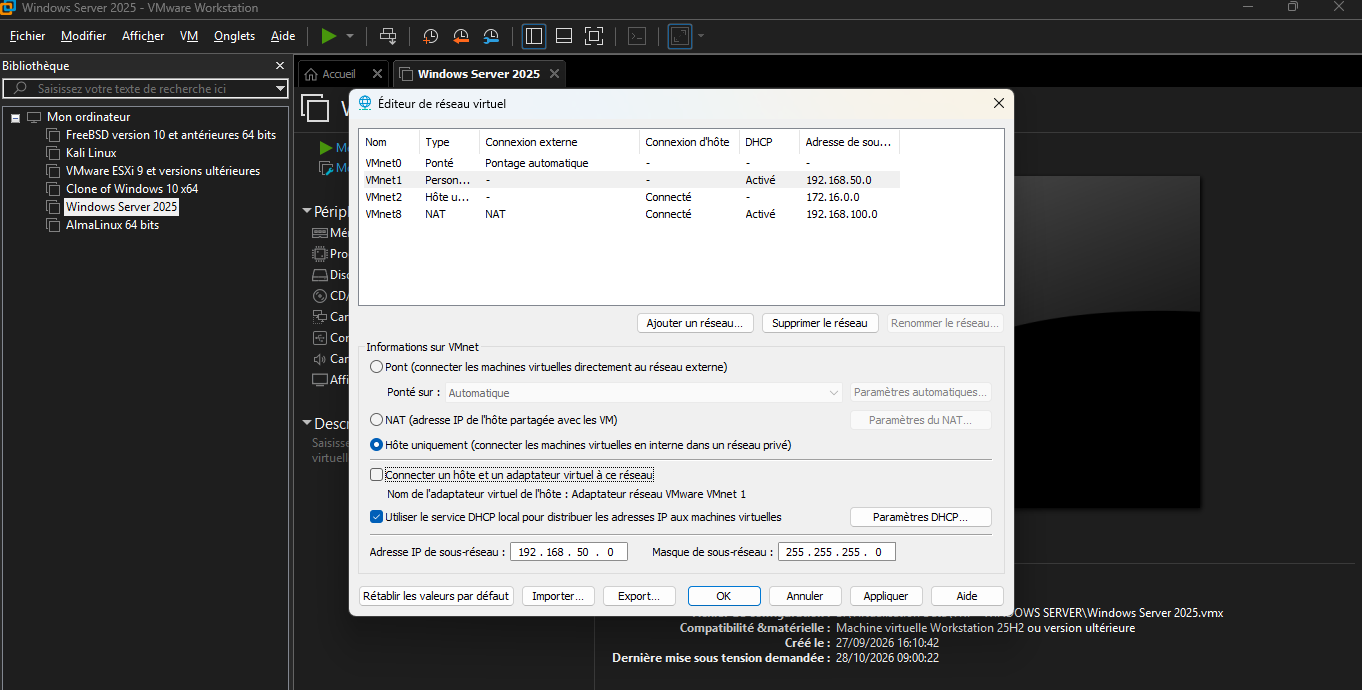 Windows Server 2025 - VMware Workstation
Fichier Modifier Afficher VM Onglets Aide
Bibliothèque
Saisissez votre texte de recherche ici
Mon ordinateur
FreeBSD version 10 et antérieures 64 bits
Kali Linux
VMware ESXi 9 et versions ultérieures
Clone of Windows 10 x64
Windows Server 2025
AlmaLinux 64 bits
Accueil
Windows Server 2025
Éditeur de réseau virtuel
Nom Type Connexion externe Connexion d'hôte DHCP Adresse de sou...
VMnet0 Ponté Pontage automatique - - -
VMnet1 Person... - - Activé 192.168.50.0
VMnet2 Hôte u... - Connecté - 172.16.0.0
VMnet8 NAT NAT Connecté Activé 192.168.100.0
Ajouter un réseau... Supprimer le réseau Renommer le réseau...
Informations sur VMnet
Pont (connecter les machines virtuelles directement au réseau externe)
Ponté sur : Automatique Paramètres automatiques...
NAT (adresse IP de l'hôte partagée avec les VM) Paramètres du NAT...
Hôte uniquement (connecter les machines virtuelles en interne dans un réseau privé)
Connecter un hôte et un adaptateur virtuel à ce réseau
Nom de l'adaptateur virtuel de l'hôte : Adaptateur réseau VMware VMnet 1
Utiliser le service DHCP local pour distribuer les adresses IP aux machines virtuelles Paramètres DHCP...
Adresse IP de sous-réseau : 192 . 168 . 50 . 0 Masque de sous-réseau : 255 . 255 . 255 . 0
Rétablir les valeurs par défaut Importer... Export... OK Annuler Appliquer Aide
Périp
Mé
Pro
Disc
CD/
Car
Con
Car
Affi
Descr
Saisiss
virtuell
OWS SERVER\Windows Server 2025.vmx
Compatibilité &matérielle : Machine virtuelle Workstation 25H2 ou version ultérieure
Créé le : 27/09/2026 16:10:42
Dernière mise sous tension demandée : 28/10/2026 09:00:22